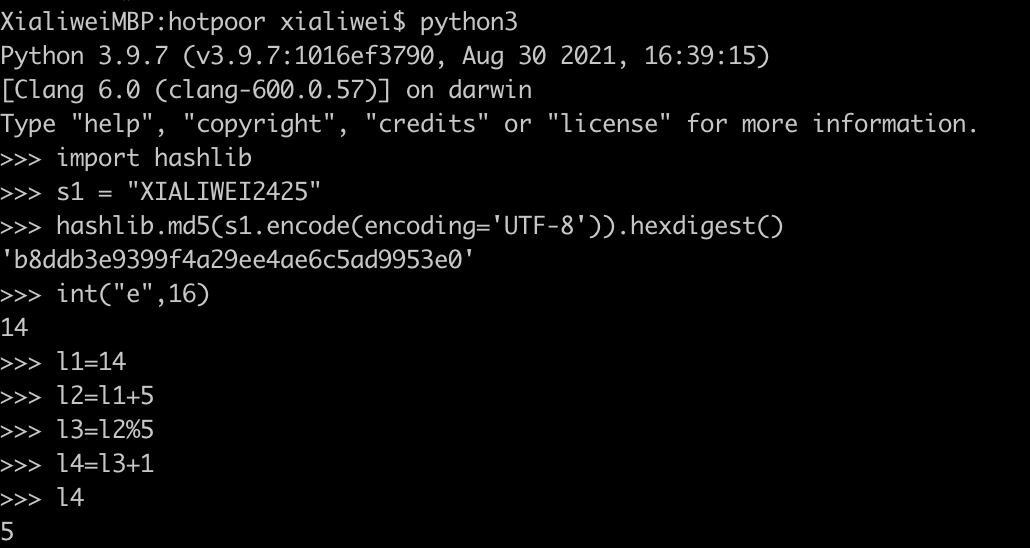 XialiweiMBP:hotpoor xialiwei$ python3
Python 3.9.7 (v3.9.7:1016ef3790, Aug 30 2021, 16:39:15)
[Clang 6.0 (clang-600.0.57)] on darwin
Type "help", "copyright", "credits" or "license" for more information.
>>> import hashlib
>>> s1 = "XIALIWEI2425"
>>> hashlib.md5(s1.encode(encoding='UTF-8')).hexdigest()
'b8ddb3e9399f4a29ee4ae6c5ad9953e0'
>>> int("e",16)
14
>>> l1=14
>>> l2=l1+5
>>> l3=l2%5
>>> l4=l3+1
>>> l4
5